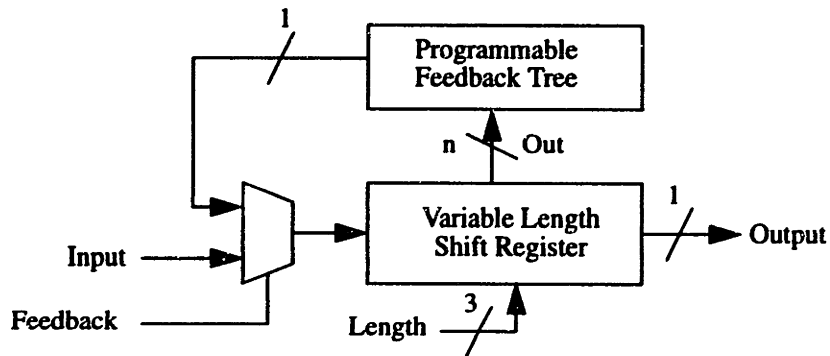 1
Programmable
Feedback Tree
n
Out
Variable Length
Shift Register
1
Output
Input
Feedback
Length
3